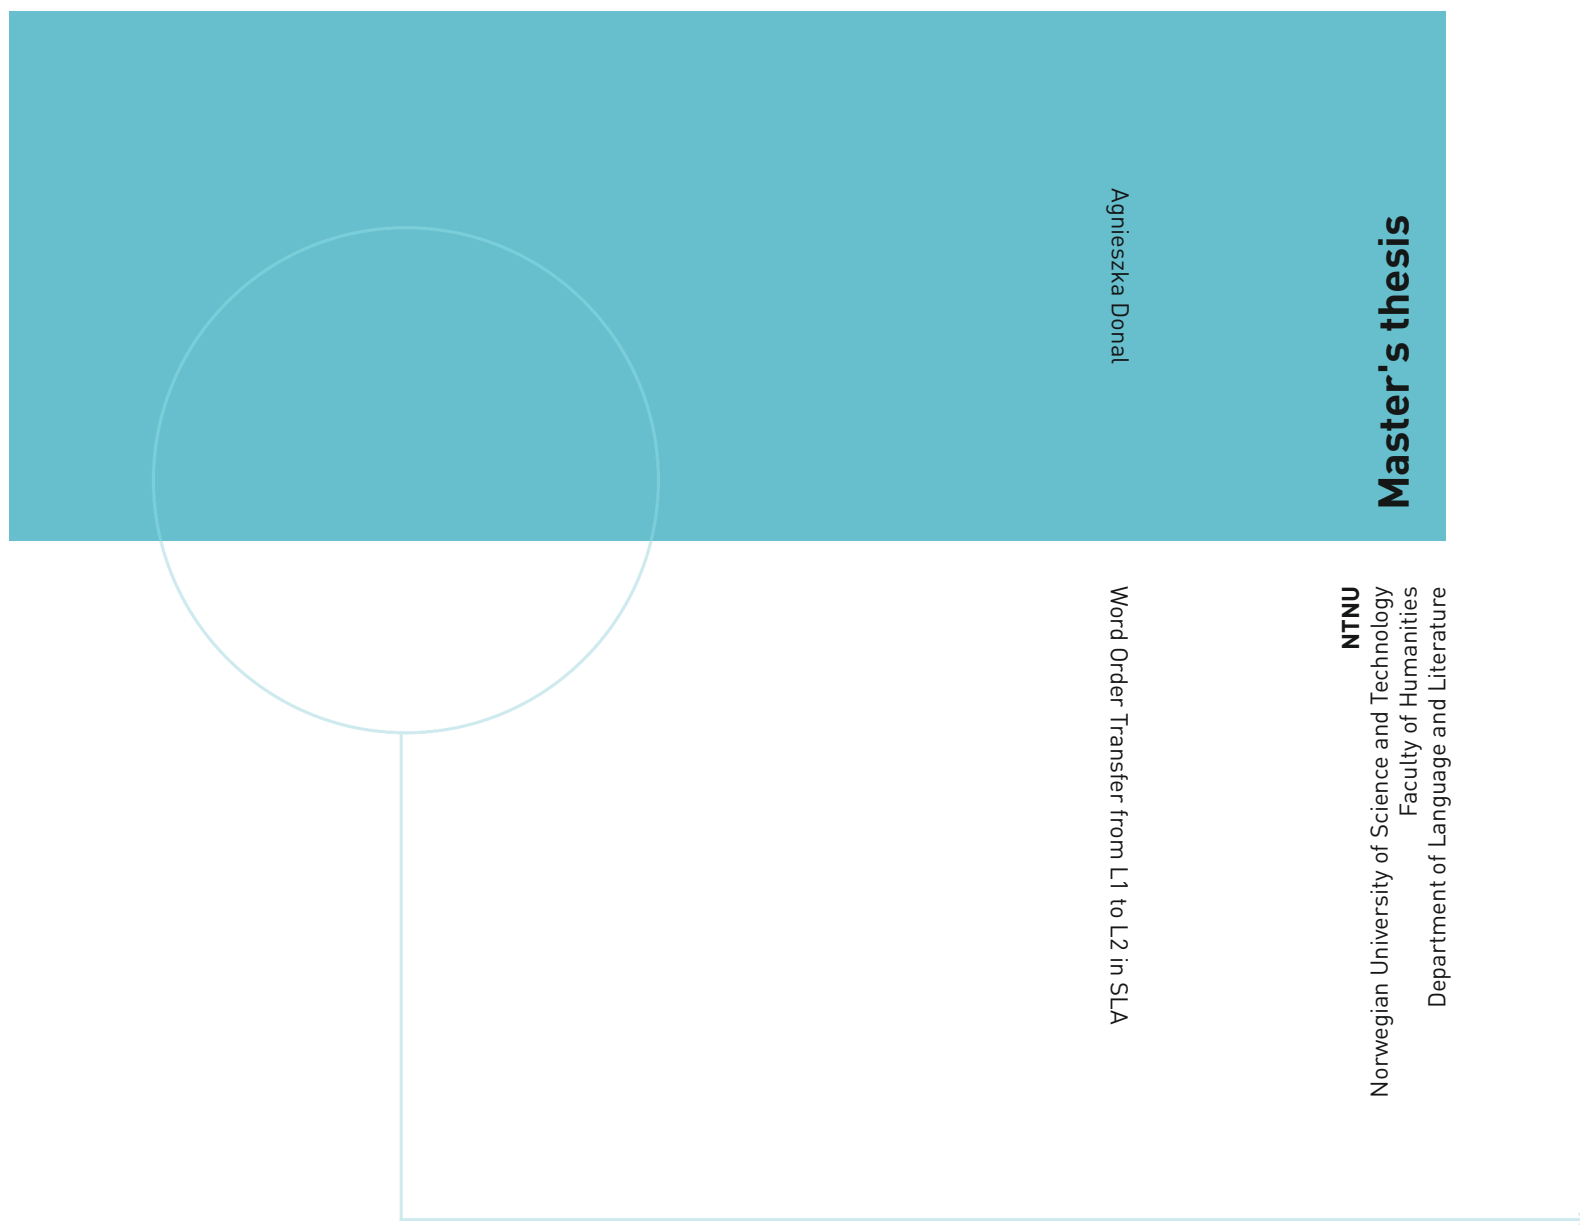 Agnieszka Donal
Word Order Transfer from L1 to L2 in SLA
Master's thesis
NTNU
Norwegian University of Science and Technology
Faculty of Humanities
Department of Language and Literature